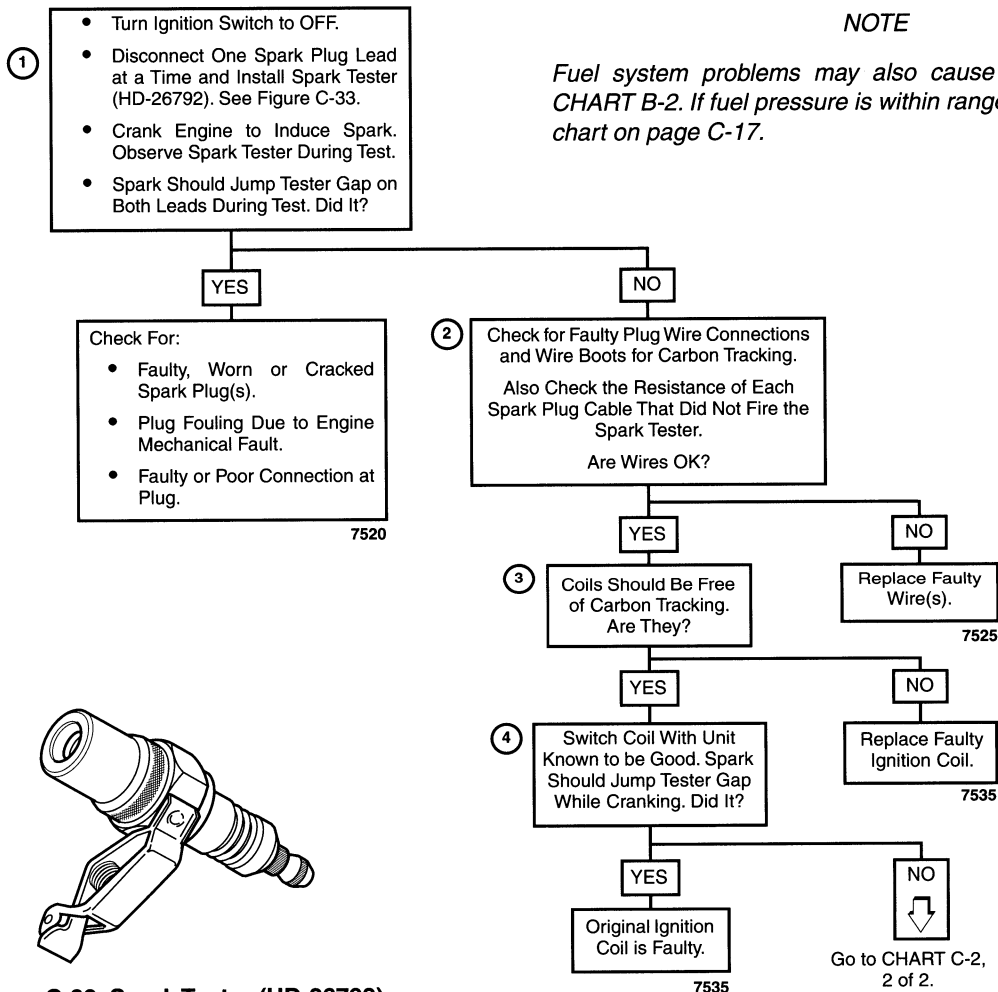 1
• Turn Ignition Switch to OFF.
• Disconnect One Spark Plug Lead
at a Time and Install Spark Tester
(HD-26792). See Figure C-33.
• Crank Engine to Induce Spark.
Observe Spark Tester During Test.
• Spark Should Jump Tester Gap on
Both Leads During Test. Did It?
NOTE
Fuel system problems may also cause
CHART B-2. If fuel pressure is within range
chart on page C-17.
YES
NO
Check For:
• Faulty, Worn or Cracked
Spark Plug(s).
• Plug Fouling Due to Engine
Mechanical Fault.
• Faulty or Poor Connection at
Plug.
7520
2
Check for Faulty Plug Wire Connections
and Wire Boots for Carbon Tracking.
Also Check the Resistance of Each
Spark Plug Cable That Did Not Fire the
Spark Tester.
Are Wires OK?
YES
NO
3
Coils Should Be Free
of Carbon Tracking.
Are They?
Replace Faulty
Wire(s).
7525
YES
NO
4
Switch Coil With Unit
Known to be Good. Spark
Should Jump Tester Gap
While Cranking. Did It?
Replace Faulty
Ignition Coil.
7535
YES
NO
Original Ignition
Coil is Faulty.
7535
Go to CHART C-2,
2 of 2.